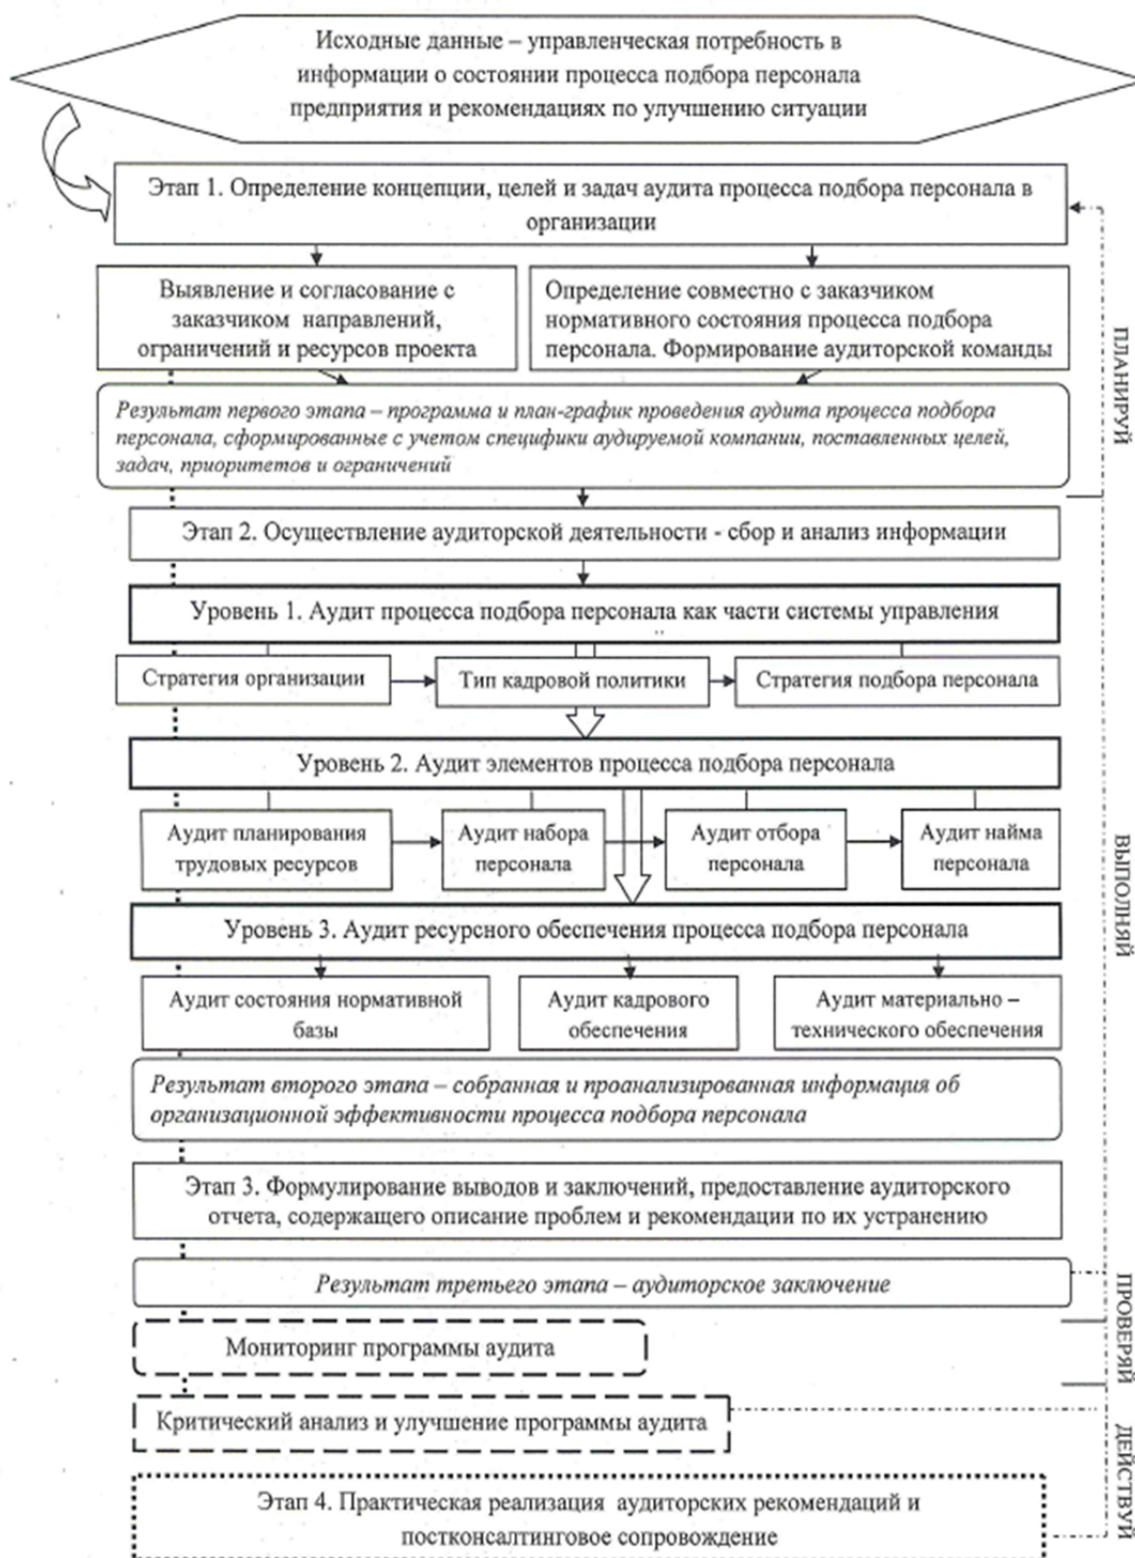 Исходные данные – управленческая потребность в
информации о состоянии процесса подбора персонала
предприятия и рекомендациях по улучшению ситуации
Этап 1. Определение концепции, целей и задач аудита процесса подбора персонала в
организации
Выявление и согласование с
заказчиком направлений,
ограничений и ресурсов проекта
Определение совместно с заказчиком
нормативного состояния процесса подбора
персонала. Формирование аудиторской команды
Результат первого этапа – программа и план-график проведения аудита процесса подбора
персонала, сформированные с учетом специфики аудируемой компании, поставленных целей,
задач, приоритетов и ограничений
ПЛАНИРУЙ
Этап 2. Осуществление аудиторской деятельности - сбор и анализ информации
Уровень 1. Аудит процесса подбора персонала как части системы управления
Стратегия организации
Тип кадровой политики
Стратегия подбора персонала
Уровень 2. Аудит элементов процесса подбора персонала
Аудит планирования
трудовых ресурсов
Аудит набора
персонала
Аудит отбора
персонала
Аудит найма
персонала
ВЫПОЛНЯЙ
Уровень 3. Аудит ресурсного обеспечения процесса подбора персонала
Аудит состояния нормативной
базы
Аудит кадрового
обеспечения
Аудит материально –
технического обеспечения
Результат второго этапа – собранная и проанализированная информация об
организационной эффективности процесса подбора персонала
Этап 3. Формулирование выводов и заключений, предоставление аудиторского
отчета, содержащего описание проблем и рекомендации по их устранению
Результат третьего этапа – аудиторское заключение
ПРОВЕРЯЙ
Мониторинг программы аудита
Критический анализ и улучшение программы аудита
ДЕЙСТВУЙ
Этап 4. Практическая реализация аудиторских рекомендаций и
постконсалтинговое сопровождение